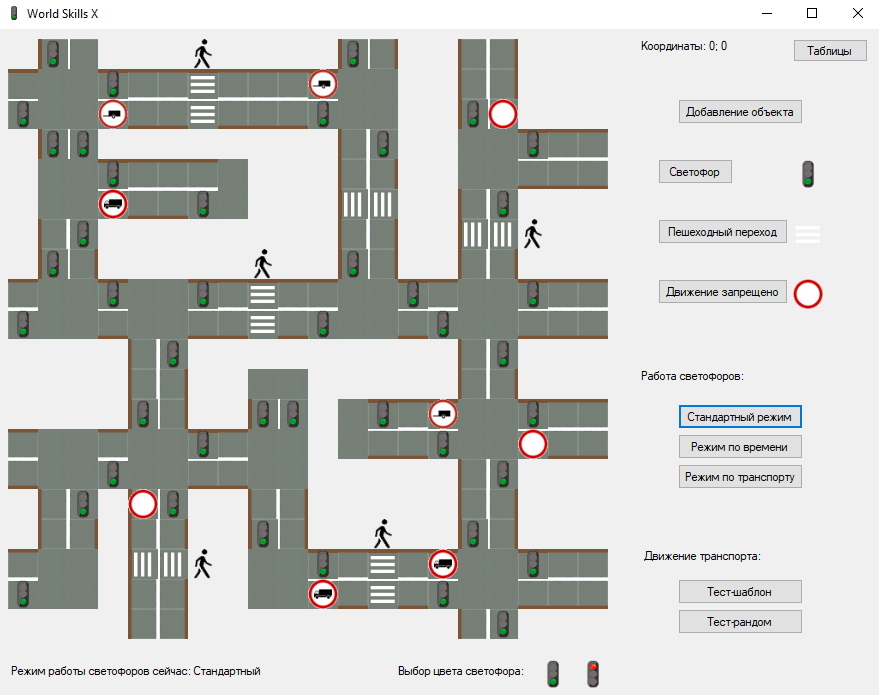 World Skills X
Координаты: 0; 0
Таблицы
Добавление объекта
Светофор
Пешеходный переход
Движение запрещено
Работа светофоров:
Стандартный режим
Режим по времени
Режим по транспорту
Движение транспорта:
Тест-шаблон
Тест-рандом
Режим работы светофоров сейчас: Стандартный
Выбор цвета светофора: